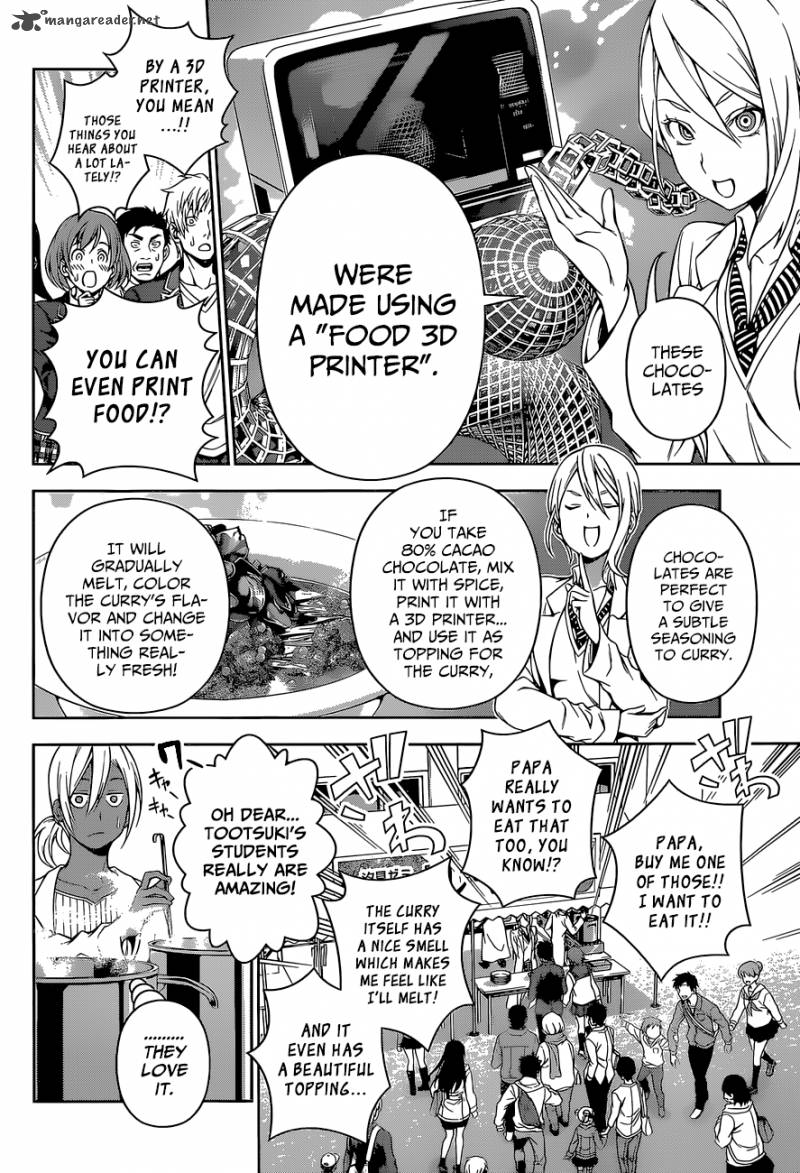 mangareader.net
THESE
CHOCO-
LATES
WERE
MADE USING
A "FOOD 3D
PRINTER".
BY A 3D
PRINTER,
YOU MEAN
...!!
THOSE
THINGS YOU
HEAR ABOUT
A LOT LA-
TELY!?
YOU CAN
EVEN PRINT
FOOD!?
CHOCO-
LATES ARE
PERFECT
TO GIVE
A SUBTLE
SEASONING
TO CURRY.
IF
YOU TAKE
80% CACAO
CHOCOLATE, MIX
IT WITH SPICE,
PRINT IT WITH
A 3D PRINTER...
AND USE IT AS
TOPPING FOR
THE CURRY,
IT WILL
GRADUALLY
MELT, COLOR
THE CURRY'S FLA-
VOR AND CHANGE
IT INTO SOME-
THING REAL-
LY FRESH!
PAPA,
BUY ME ONE
OF THOSE!!
I WANT TO
EAT IT!!
PAPA
REALLY
WANTS TO
EAT THAT
TOO, YOU
KNOW!?
THE CURRY
ITSELF HAS
A NICE SMELL
WHICH MAKES
ME FEEL LIKE
I'LL MELT!
AND IT
EVEN HAS
A BEAUTIFUL
TOPPING...
汐見ゼミ
OH DEAR...
TOOTSUKI'S
STUDENTS
REALLY ARE
AMAZING!
.........
THEY
LOVE
IT.